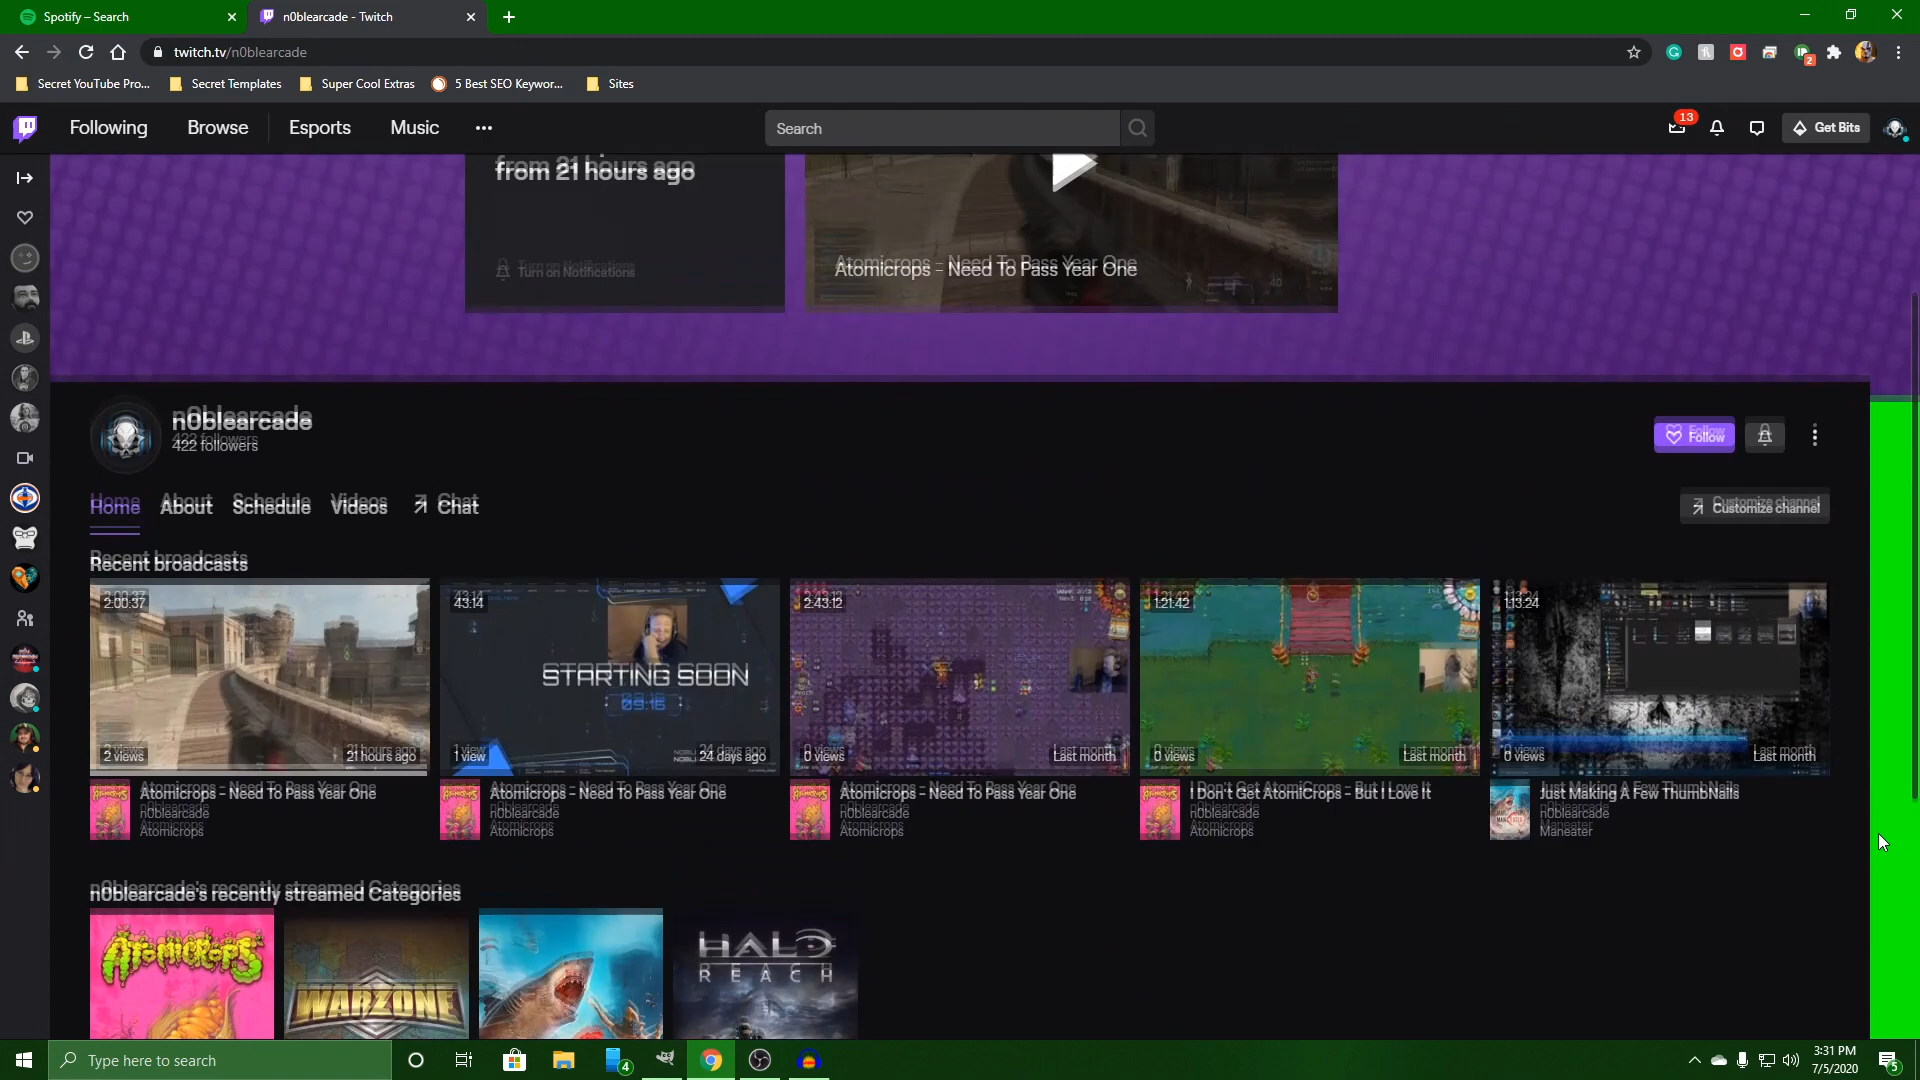 Spotify – Search
n0blearcade - Twitch
twitch.tv/n0blearcade
2
Secret YouTube Pro...
Secret Templates
Super Cool Extras
5 Best SEO Keywor...
Sites
Following
Browse
Esports
Music
Search
13
Get Bits
from 21 hours ago
Turn on Notifications
Atomicrops - Need To Pass Year One
n0blearcade
422 followers
Follow
Home
About
Schedule
Videos
Chat
Customize channel
Recent broadcasts
2:00:37
2 views
21 hours ago
Atomicrops - Need To Pass Year One
n0blearcade
Atomicrops
43:14
STARTING SOON
09:16
1 view
24 days ago
Atomicrops - Need To Pass Year One
n0blearcade
Atomicrops
2:43:12
0 views
Last month
Atomicrops - Need To Pass Year One
n0blearcade
Atomicrops
1:21:42
0 views
Last month
I Don't Get AtomiCrops - But I Love It
n0blearcade
Atomicrops
1:13:24
0 views
Last month
Just Making A Few ThumbNails
n0blearcade
Maneater
n0blearcade's recently streamed Categories
ATOMICROPS
WARZONE
HALO
REACH
Type here to search
4
3:31 PM
7/5/2020
5